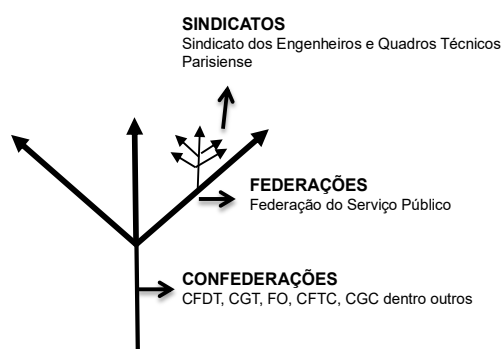 SINDICATOS
Sindicato dos Engenheiros e Quadros Técnicos
Parisiense
FEDERAÇÕES
Federação do Serviço Público
CONFEDERAÇÕES
CFDT, CGT, FO, CFTC, CGC dentro outros